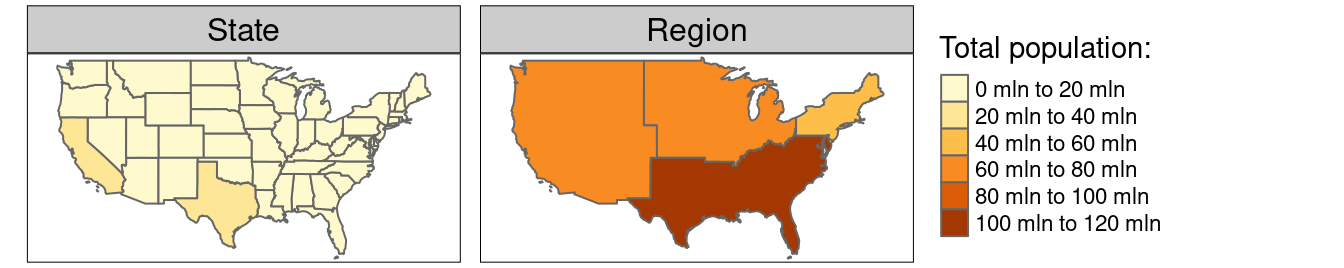 State
Region
Total population:
0 mln to 20 mln
20 mln to 40 mln
40 mln to 60 mln
60 mln to 80 mln
80 mln to 100 mln
100 mln to 120 mln